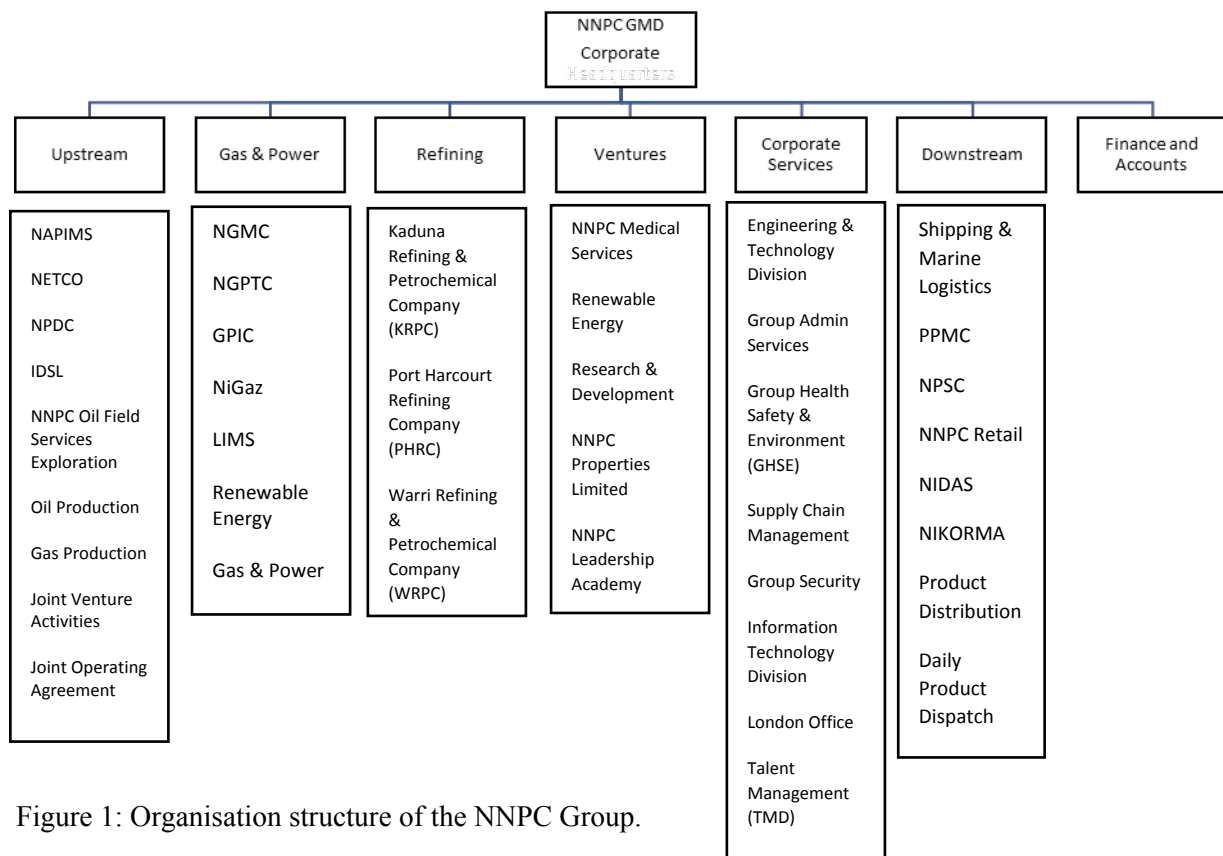 NNPC GMD
Corporate
Headquarters
Upstream
Gas & Power
Refining
Ventures
Corporate
Services
Downstream
Finance and
Accounts
NAPIMS
NETCO
NPDC
IDSL
NNPC Oil Field
Services
Exploration
Oil Production
Gas Production
Joint Venture
Activities
Joint Operating
Agreement
NGMC
NGPTC
GPIC
NiGaz
LIMS
Renewable
Energy
Gas & Power
Kaduna
Refining &
Petrochemical
Company
(KRPC)
Port Harcourt
Refining
Company
(PHRC)
Warri Refining
&
Petrochemical
Company
(WRPC)
NNPC Medical
Services
Renewable
Energy
Research &
Development
NNPC
Properties
Limited
NNPC
Leadership
Academy
Engineering &
Technology
Division
Group Admin
Services
Group Health
Safety &
Environment
(GHSE)
Supply Chain
Management
Group Security
Information
Technology
Division
London Office
Talent
Management
(TMD)
Shipping &
Marine
Logistics
PPMC
NPSC
NNPC Retail
NIDAS
NIKORMA
Product
Distribution
Daily
Product
Dispatch
Figure 1: Organisation structure of the NNPC Group.